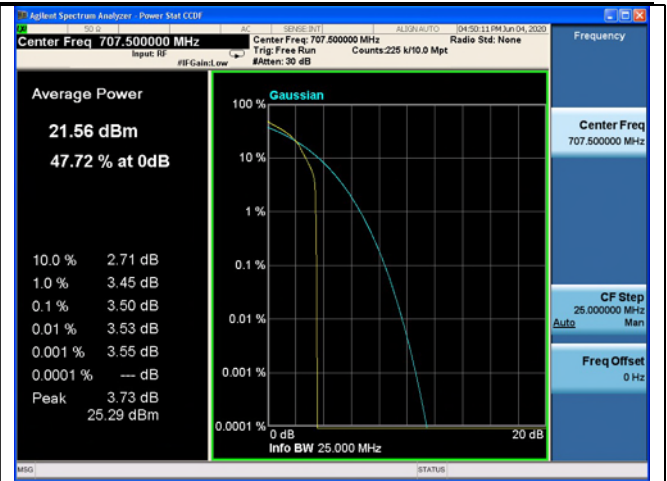 Agilent Spectrum Analyzer - Power Stat CCDF
50 Ω AC SENSE:INT ALIGN AUTO 04:50:11 PM Jun 04, 2020
Center Freq 707.500000 MHz
Input: RF
#IFGain:Low
Center Freq: 707.500000 MHz
Radio Std: None
Trig: Free Run Counts:225 k/10.0 Mpt
#Atten: 30 dB
Frequency
Average Power
21.56 dBm
47.72 % at 0dB
10.0 % 2.71 dB
1.0 % 3.45 dB
0.1 % 3.50 dB
0.01 % 3.53 dB
0.001 % 3.55 dB
0.0001 % --- dB
Peak 3.73 dB
25.29 dBm
Gaussian
100 %
10 %
1 %
0.1 %
0.01 %
0.001 %
0.0001 %
0 dB 20 dB
Info BW 25.000 MHz
Center Freq
707.500000 MHz
CF Step
25.000000 MHz
Auto Man
Freq Offset
0 Hz
MSG STATUS